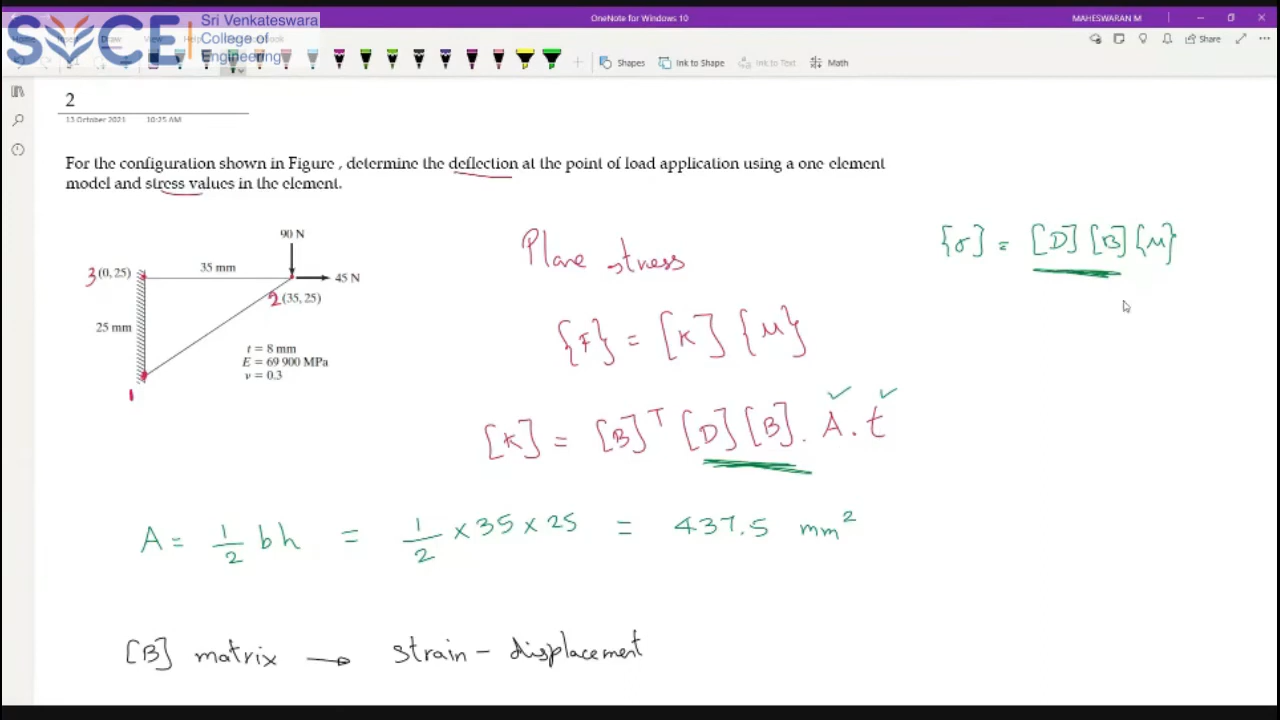 Sri Venkateswara
College of
Engineering
SVCE
OneNote for Windows 10
MAHESWARAN M
Shapes
Ink to Shape
Ink to Text
Math
Share
2
13 October 2021 10:25 AM
For the configuration shown in Figure , determine the deflection at the point of load application using a one element
model and stress values in the element.
90 N
3 (0, 25)
35 mm
45 N
2 (35, 25)
25 mm
t = 8 mm
E = 69 900 MPa
ν = 0.3
1
Plane stress
{σ} = [D] [B] {u}
{F} = [K] {u}
[K] = [B]ᵀ [D] [B] . A . t
A = 1/2 bh = 1/2 × 35 × 25 = 437.5 mm²
[B] matrix → strain - displacement